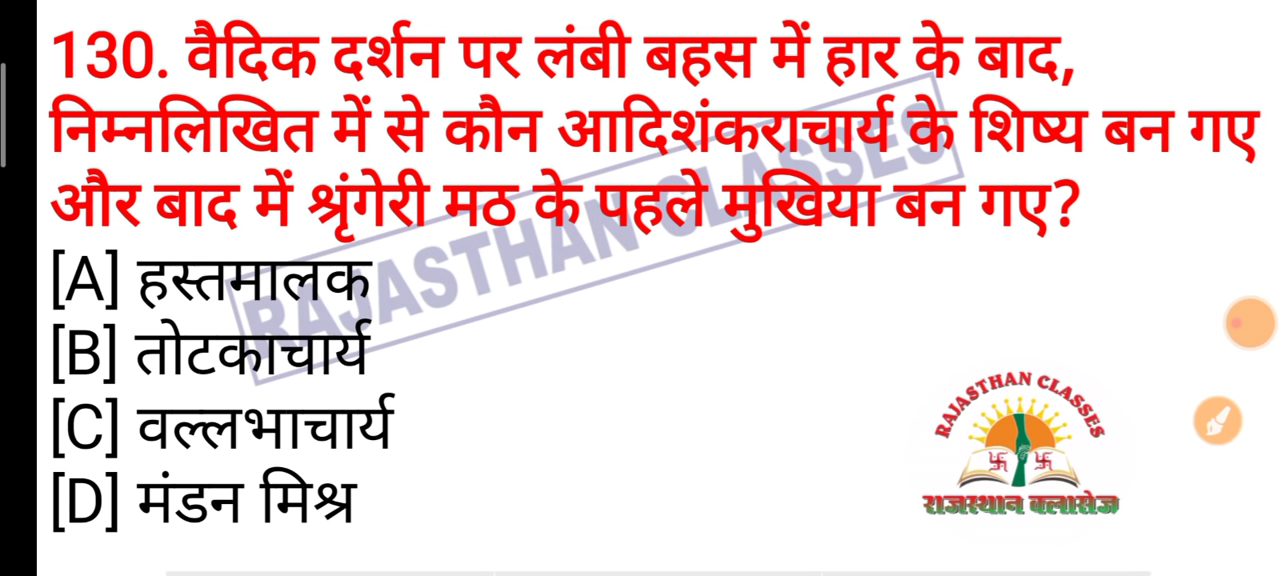 130. वैदिक दर्शन पर लंबी बहस में हार के बाद,
निम्नलिखित में से कौन आदिशंकराचार्य के शिष्य बन गए
और बाद में श्रृंगेरी मठ के पहले मुखिया बन गए?
[A] हस्तमालक
[B] तोटकाचार्य
[C] वल्लभाचार्य
[D] मंडन मिश्र
RAJASTHAN CLASSES
RAJASTHAN CLASSES
राजस्थान क्लासेज